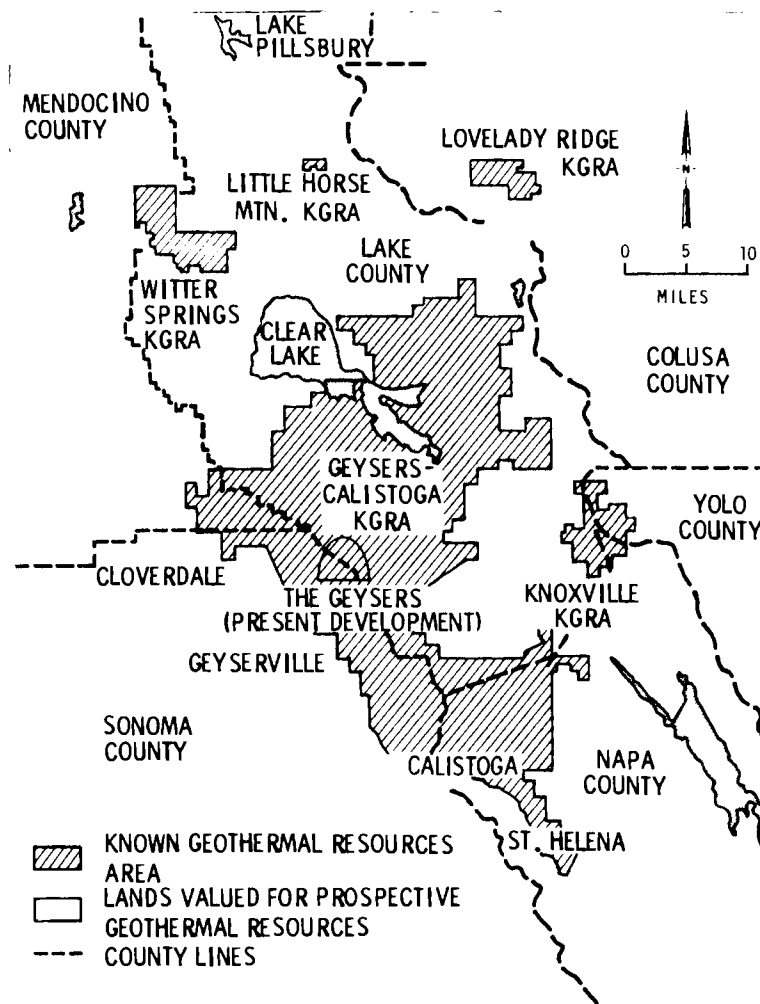 LAKE
PILLSBURY
MENDOCINO
COUNTY
LOVELADY RIDGE
KGRA
LITTLE HORSE
MTN. KGRA
N
LAKE
COUNTY
0 5 10
MILES
WITTER
SPRINGS
KGRA
CLEAR
LAKE
COLUSA
COUNTY
GEYSERS-
CALISTOGA
KGRA
YOLO
COUNTY
CLOVERDALE
THE GEYSERS
(PRESENT DEVELOPMENT)
KNOXVILLE
KGRA
GEYSERVILLE
SONOMA
COUNTY
CALISTOGA
NAPA
COUNTY
ST. HELENA
KNOWN GEOTHERMAL RESOURCES
AREA
LANDS VALUED FOR PROSPECTIVE
GEOTHERMAL RESOURCES
COUNTY LINES